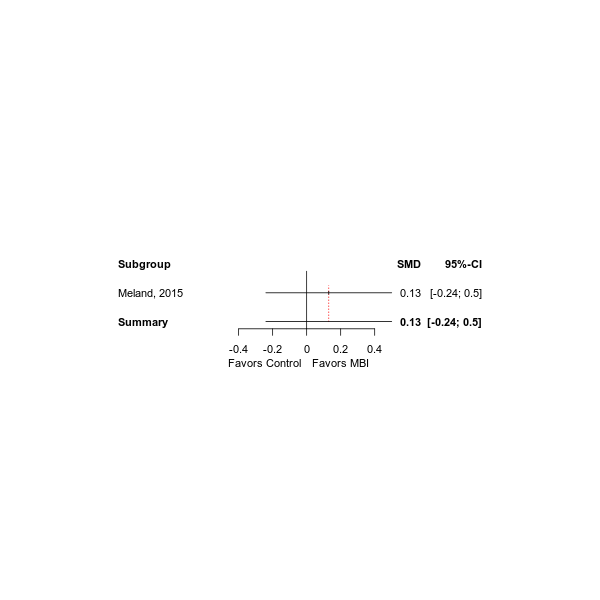 Subgroup SMD 95%-CI
Meland, 2015 0.13 [-0.24; 0.5]
Summary 0.13 [-0.24; 0.5]
-0.4 -0.2 0 0.2 0.4
Favors Control Favors MBI